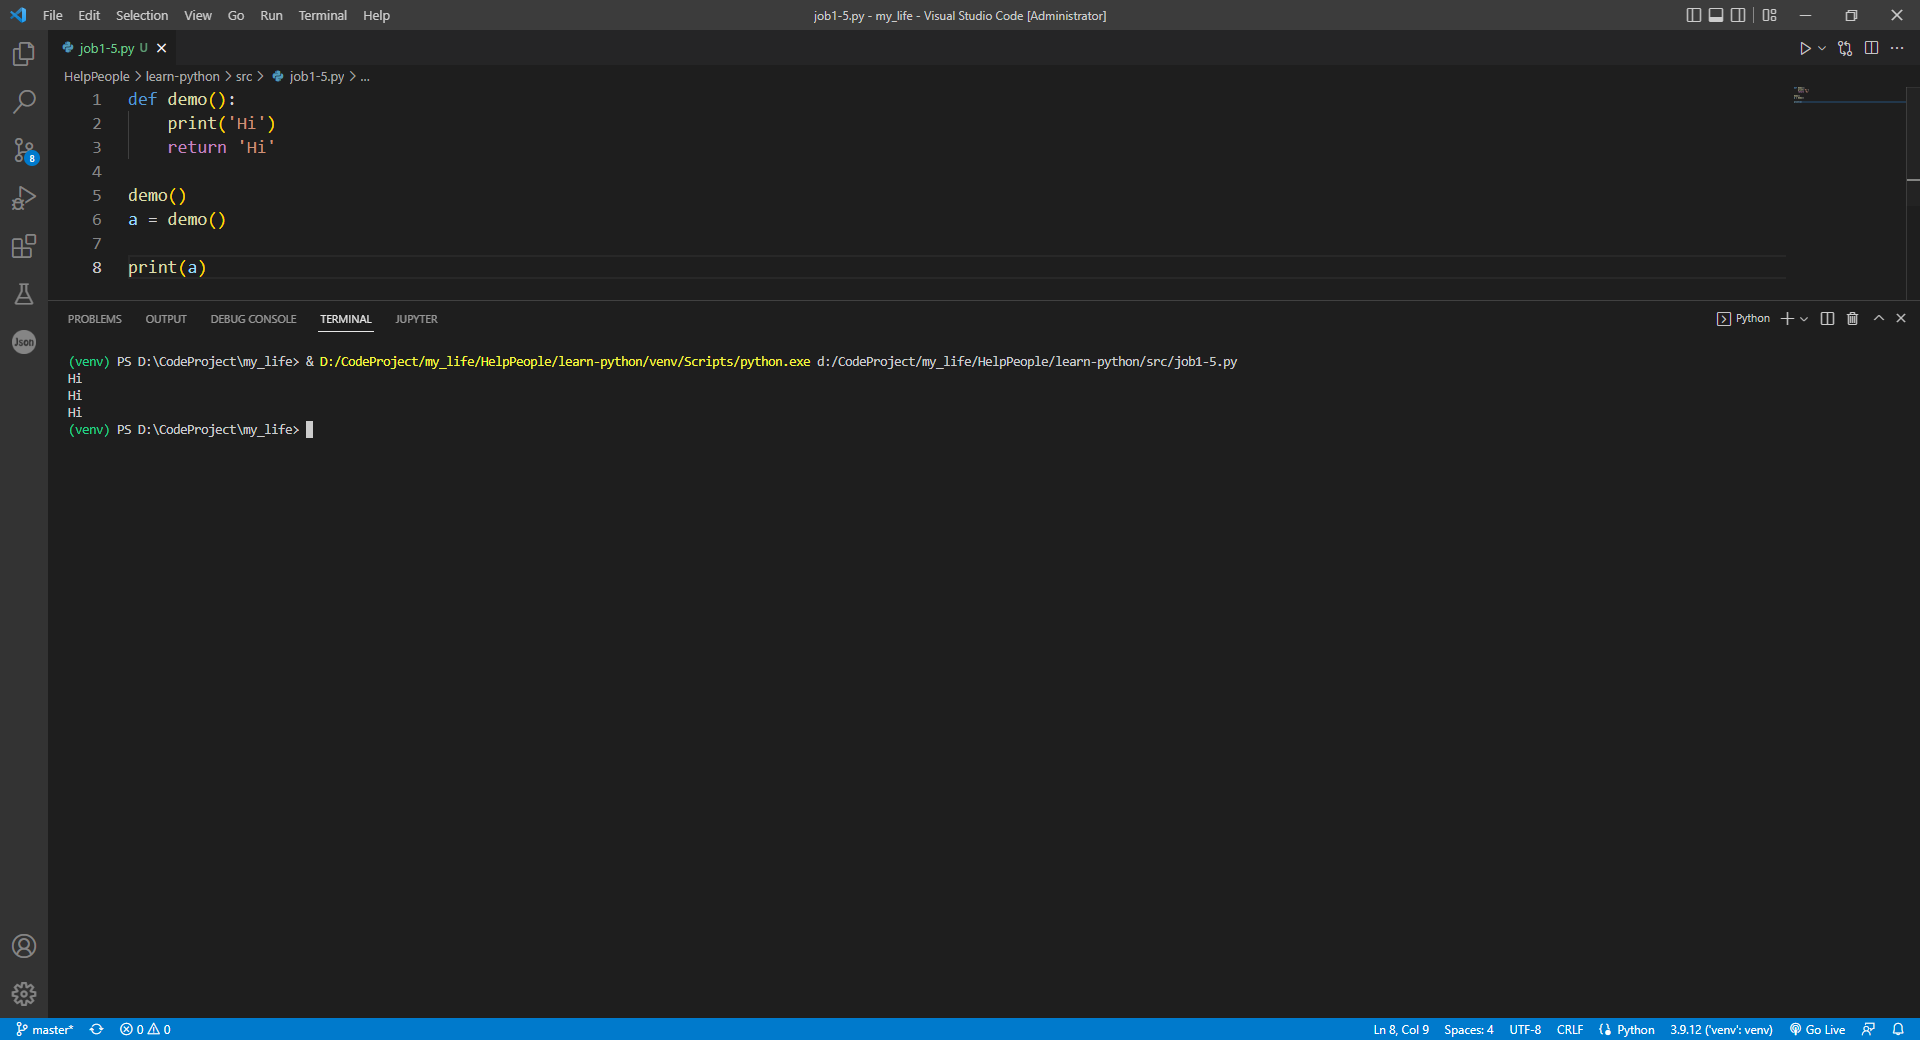 File Edit Selection View Go Run Terminal Help job1-5.py - my_life - Visual Studio Code [Administrator]
job1-5.py U
HelpPeople > learn-python > src > job1-5.py > ...
1 def demo():
2     print('Hi')
3     return 'Hi'
4
5 demo()
6 a = demo()
7
8 print(a)
PROBLEMS OUTPUT DEBUG CONSOLE TERMINAL JUPYTER Python
(venv) PS D:\CodeProject\my_life> & D:/CodeProject/my_life/HelpPeople/learn-python/venv/Scripts/python.exe d:/CodeProject/my_life/HelpPeople/learn-python/src/job1-5.py
Hi
Hi
Hi
(venv) PS D:\CodeProject\my_life>
8
Json
master* 0 0 Ln 8, Col 9 Spaces: 4 UTF-8 CRLF Python 3.9.12 ('venv': venv) Go Live